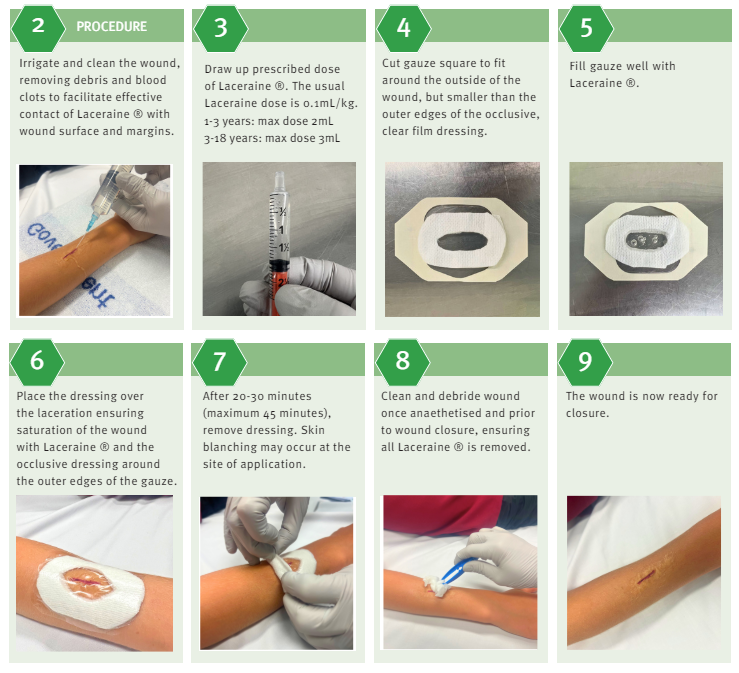 2 PROCEDURE
Irrigate and clean the wound,
removing debris and blood
clots to facilitate effective
contact of Laceraine ® with
wound surface and margins.
3
Draw up prescribed dose
of Laceraine ®. The usual
Laceraine dose is 0.1mL/kg.
1-3 years: max dose 2mL
3-18 years: max dose 3mL
½
1
1½
4
Cut gauze square to fit
around the outside of the
wound, but smaller than the
outer edges of the occlusive,
clear film dressing.
5
Fill gauze well with
Laceraine ®.
6
Place the dressing over
the laceration ensuring
saturation of the wound
with Laceraine ® and the
occlusive dressing around
the outer edges of the gauze.
7
After 20-30 minutes
(maximum 45 minutes),
remove dressing. Skin
blanching may occur at the
site of application.
8
Clean and debride wound
once anaethetised and prior
to wound closure, ensuring
all Laceraine ® is removed.
9
The wound is now ready for
closure.